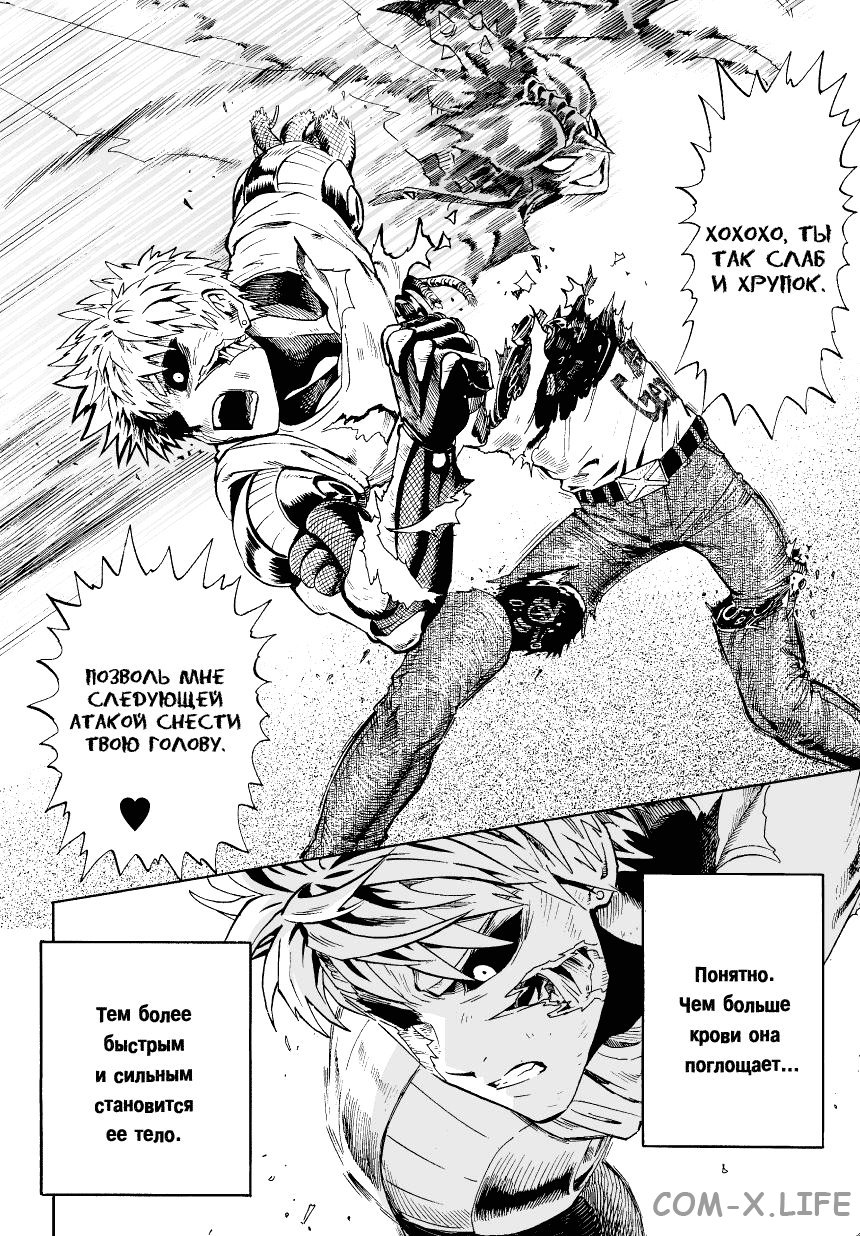 ХОХОХО, ТЫ
ТАК СЛАБ
И ХРУПОК.
ПОЗВОЛЬ МНЕ
СЛЕДУЮЩЕЙ
АТАКОЙ СНЕСТИ
ТВОЮ ГОЛОВУ.
Понятно.
Чем больше
крови она
поглощает...
Тем более
быстрым
и сильным
становится
ее тело.
COM-X.LIFE